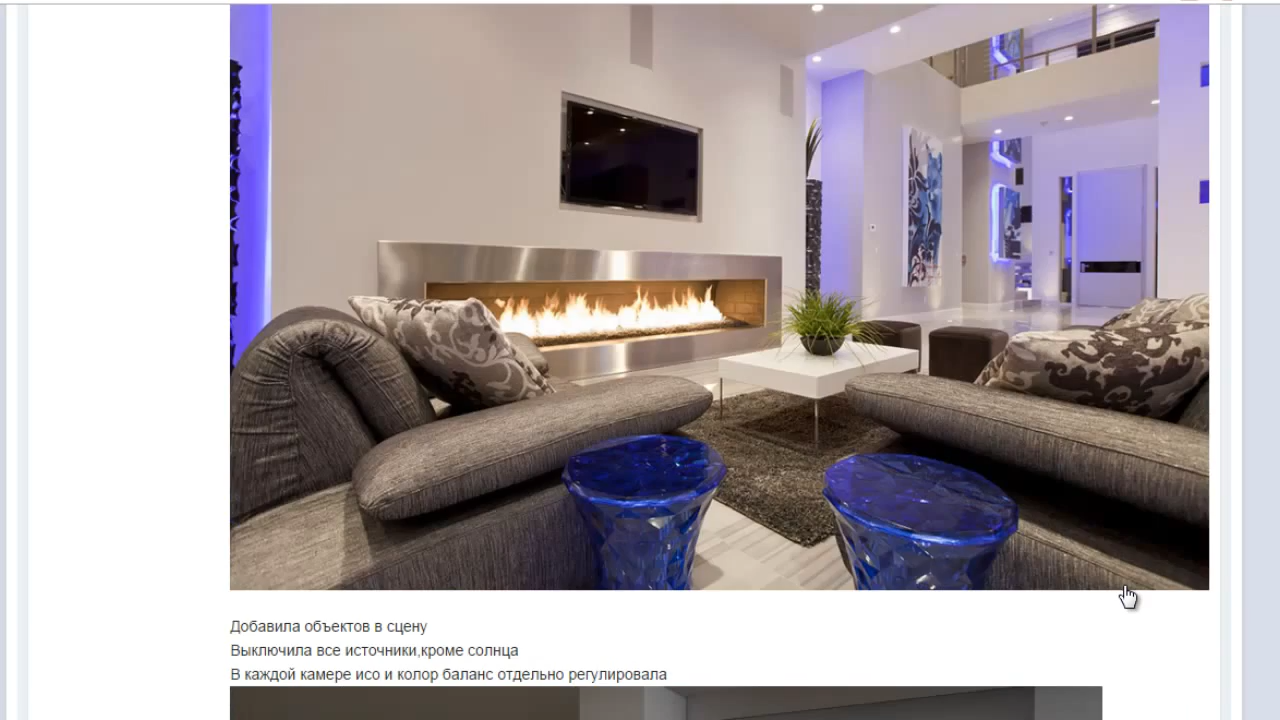 Добавила объектов в сцену
Выключила все источники,кроме солнца
В каждой камере исо и колор баланс отдельно регулировала